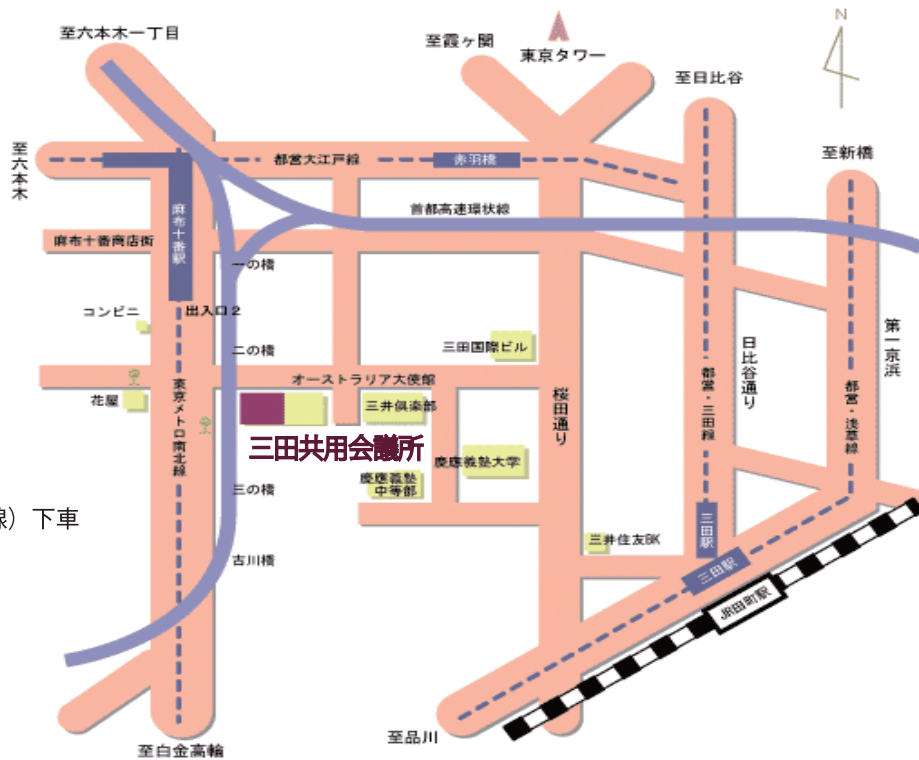 至六本木一丁目
至霞ヶ関
東京タワー
N
至日比谷
至新橋
至六本木
都営大江戸線
赤羽橋
麻布十番駅
首都高速環状線
麻布十番商店街
一の橋
コンビニ
出入口2
二の橋
三田国際ビル
第一京浜
日比谷通り
オーストラリア大使館
花屋
東京メトロ南北線
三井倶楽部
桜田通り
都営・三田線
都営・浅草線
三田共用会議所
慶應義塾大学
慶應義塾
中等部
三の橋
線）下車
三井住友BK
三田駅
三田駅
古川橋
JR田町駅
至品川
至白金高輪